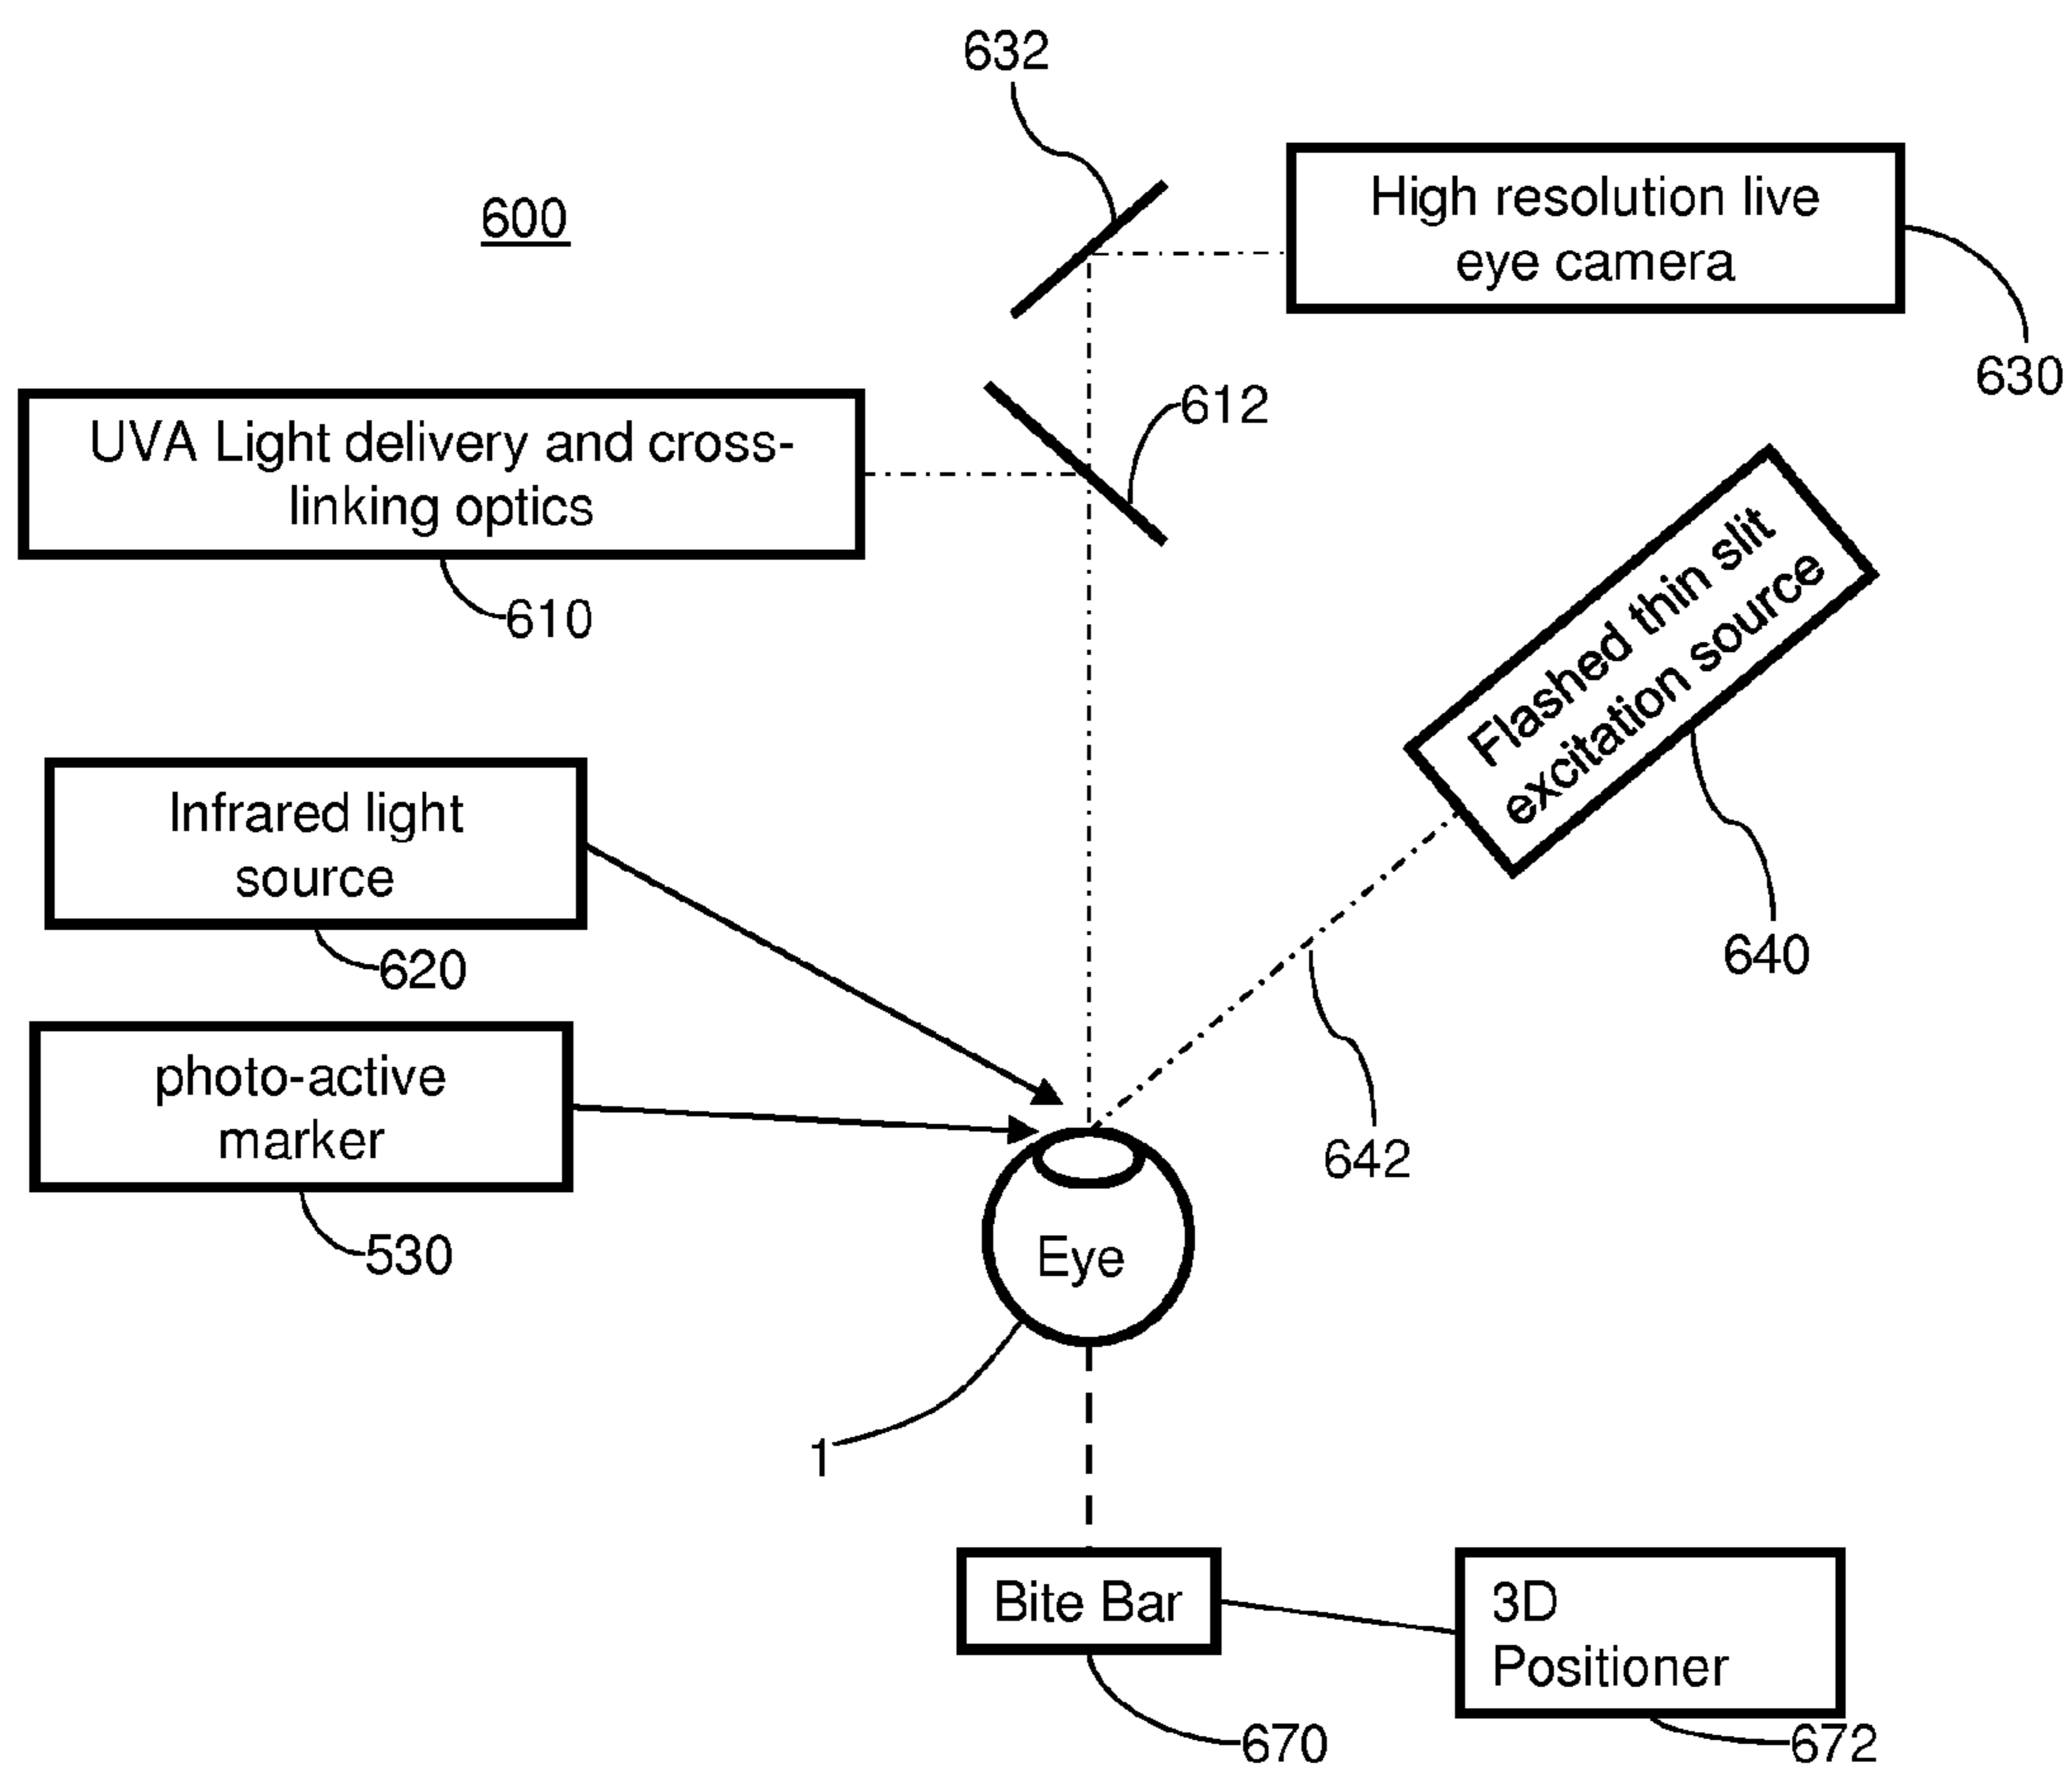 632
600
High resolution live
eye camera
630
612
UVA Light delivery and cross-
linking optics
610
Flashed thin slit
excitation source
640
Infrared light
source
620
photo-active
marker
530
642
Eye
1
Bite Bar
670
3D
Positioner
672